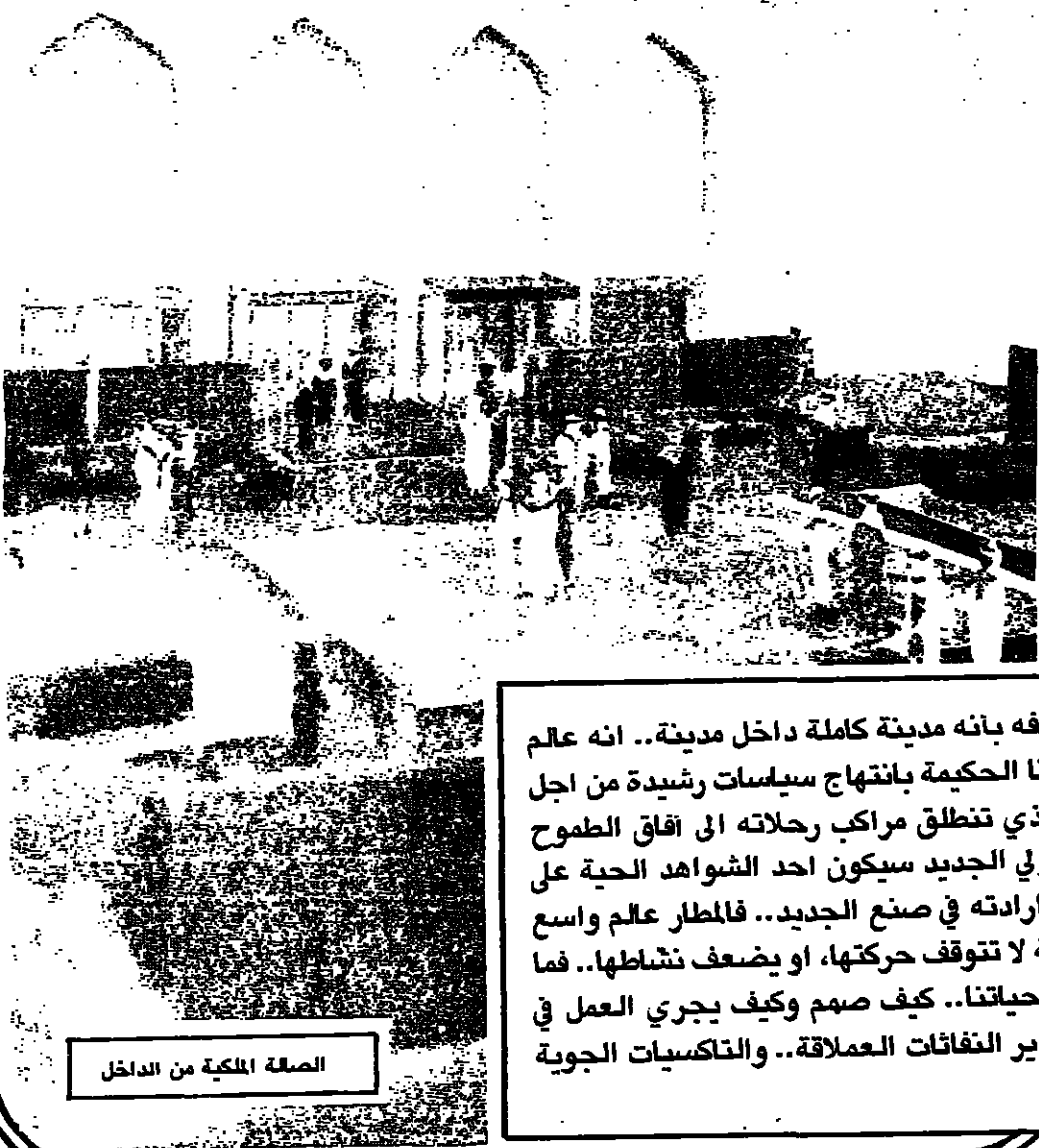 فه بأنه مدينة كاملة داخل مدينة.. انه عالم
نا الحكيمة بانتهاج سياسات رشيدة من اجل
ذي تنطلق مراكب رحلاته الى آفاق الطموح
لي الجديد سيكون احد الشواهد الحية على
ارادته في صنع الجديد.. فالمطار عالم واسع
لا تتوقف حركتها، او يضعف نشاطها.. فما
حياتنا.. كيف صمم وكيف يجري العمل في
ير النفاثات العملاقة.. والتاكسيات الجوية
الصالة الملكية من الداخل